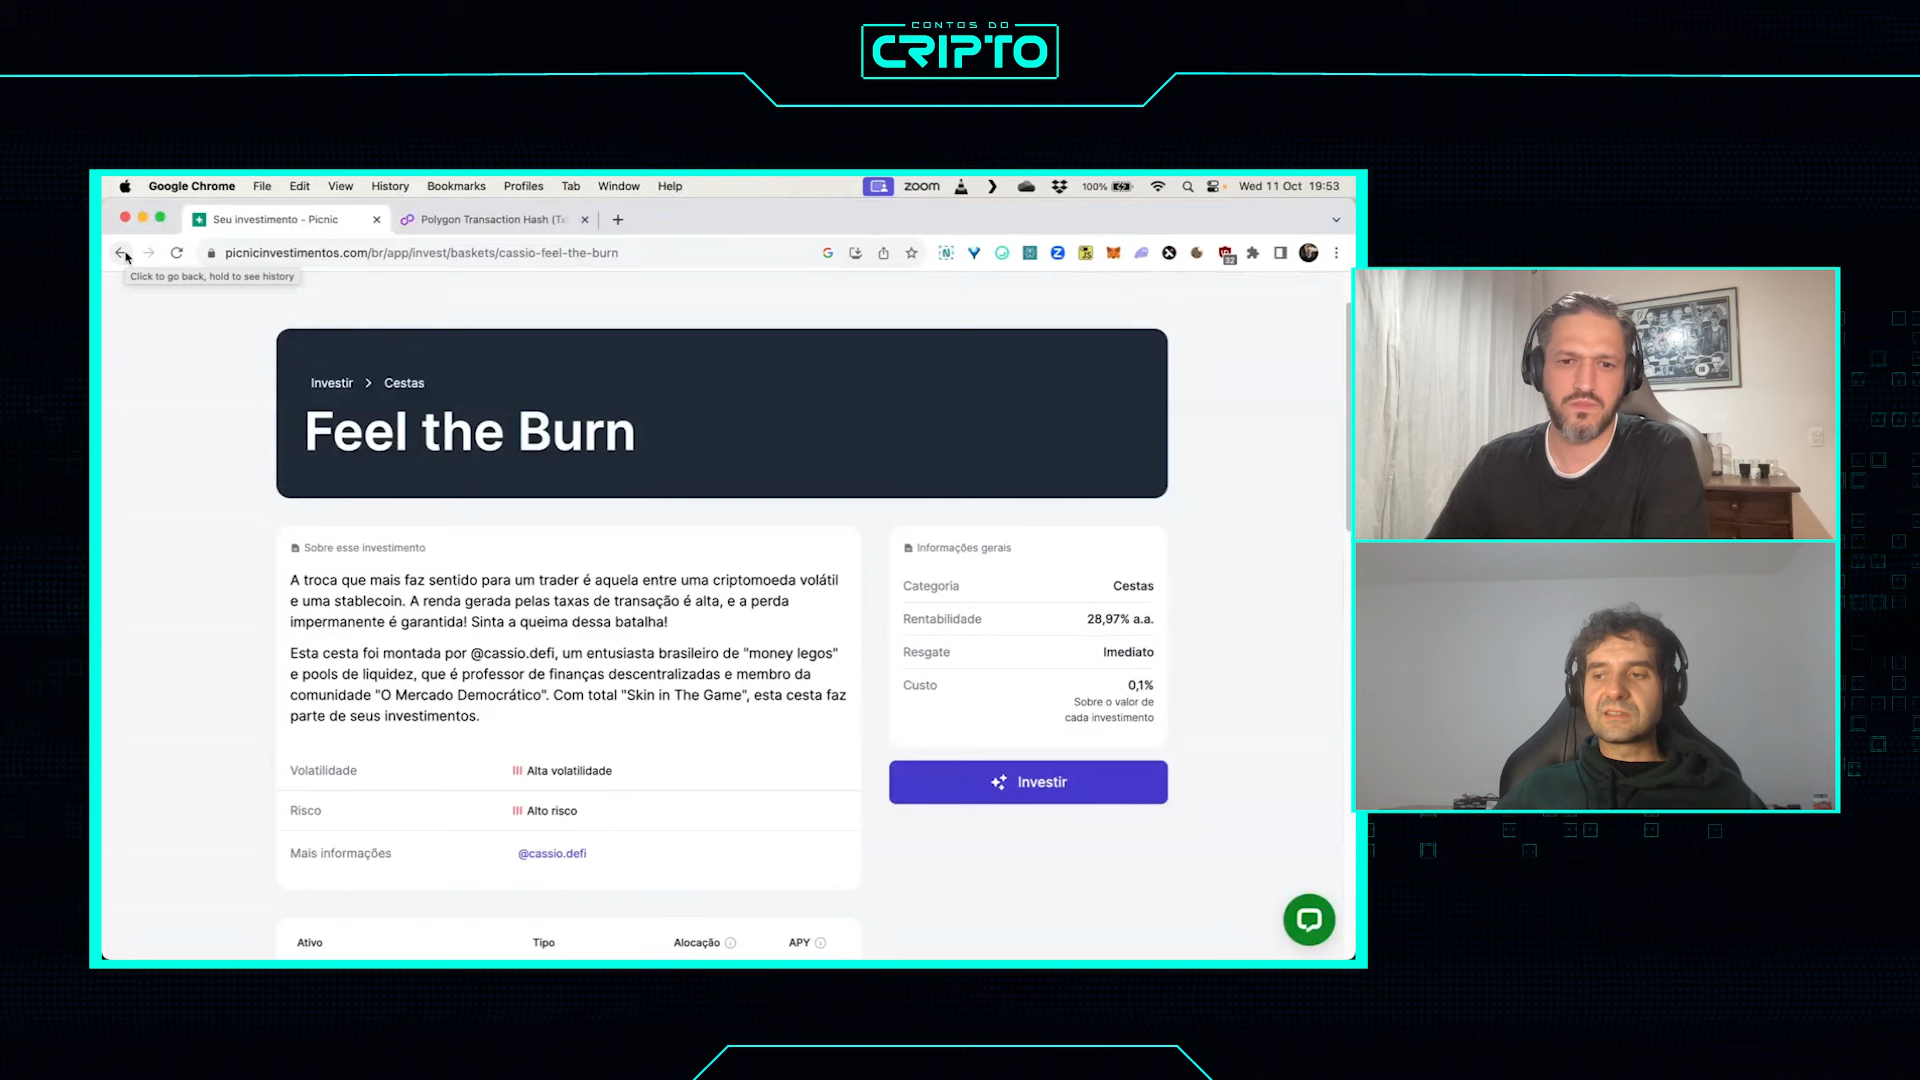 CONTOS DO
CRIPTO
Google Chrome File Edit View History Bookmarks Profiles Tab Window Help
zoom 100% Wed 11 Oct 19:53
Seu investimento - Picnic
Polygon Transaction Hash (Tx
picnicinvestimentos.com/br/app/invest/baskets/cassio-feel-the-burn
32
Click to go back, hold to see history
Investir > Cestas
Feel the Burn
Sobre esse investimento
A troca que mais faz sentido para um trader é aquela entre uma criptomoeda volátil
e uma stablecoin. A renda gerada pelas taxas de transação é alta, e a perda
impermanente é garantida! Sinta a queima dessa batalha!
Esta cesta foi montada por @cassio.defi, um entusiasta brasileiro de "money legos"
e pools de liquidez, que é professor de finanças descentralizadas e membro da
comunidade "O Mercado Democrático". Com total "Skin in The Game", esta cesta faz
parte de seus investimentos.
Volatilidade Alta volatilidade
Risco Alto risco
Mais informações @cassio.defi
Ativo Tipo Alocação APY
Informações gerais
Categoria Cestas
Rentabilidade 28,97% a.a.
Resgate Imediato
Custo 0,1%
Sobre o valor de
cada investimento
Investir